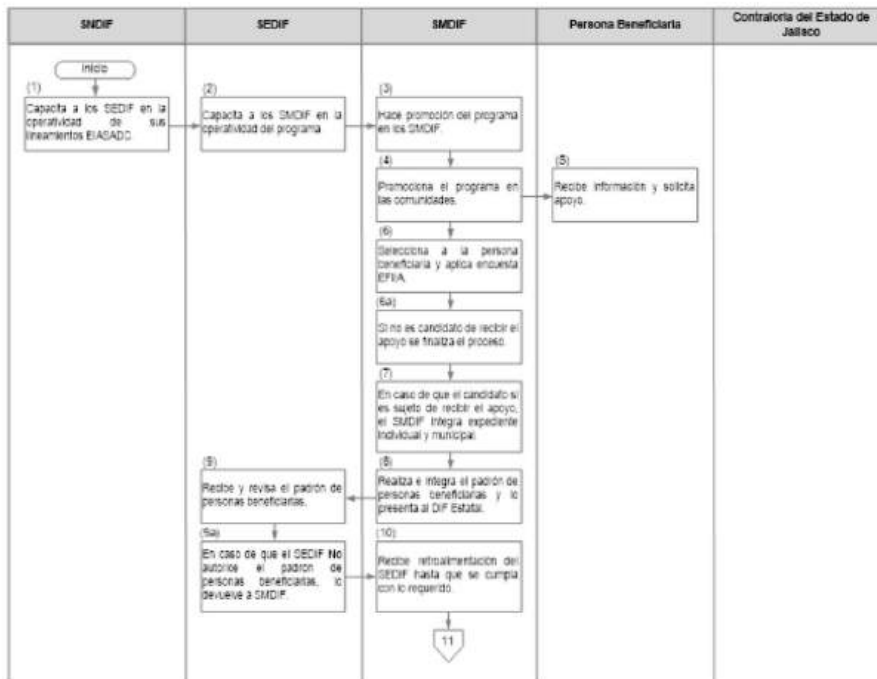 SNDIF
SEDIF
SMDIF
Persona Beneficiaria
Contraloría del Estado de
Jalisco
Inicio
(1)
Capacita a los SEDIF en la
operatividad de sus
lineamientos EIASADC.
(2)
Capacita a los SMDIF en la
operatividad del programa
(3)
Hace promoción del programa
en los SMDIF.
(4)
Promociona el programa en
las comunidades.
(5)
Recibe información y solicita
apoyo.
(6)
Selecciona a la persona
beneficiaria y aplica encuesta
EFIIA.
(6a)
Si no es candidato de recibir el
apoyo se finaliza el proceso.
(7)
En caso de que el candidato si
es sujeto de recibir el apoyo,
el SMDIF integra expediente
individual y municipal.
(8)
Realiza e integra el padrón de
personas beneficiarias y lo
presenta al DIF Estatal.
(9)
Recibe y revisa el padrón de
personas beneficiarias.
(9a)
En caso de que el SEDIF No
autorice el padrón de
personas beneficiarias, lo
devuelve a SMDIF.
(10)
Recibe retroalimentación del
SEDIF hasta que se cumpla
con lo requerido.
11